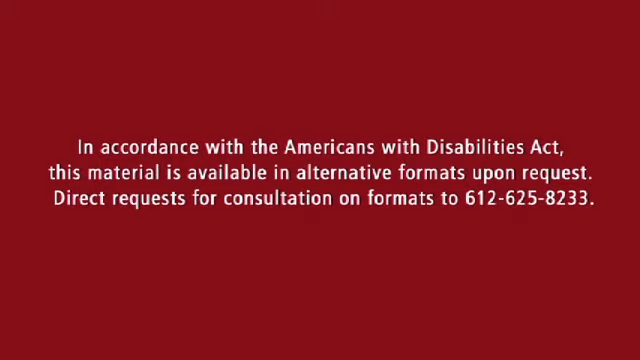 In accordance with the Americans with Disabilities Act,
this material is available in alternative formats upon request.
Direct requests for consultation on formats to 612-625-8233.